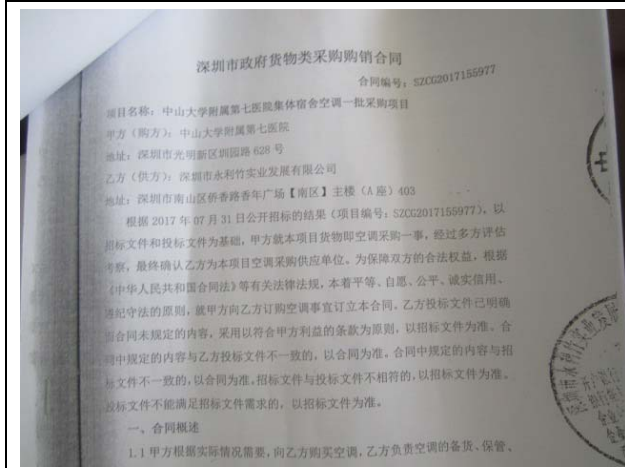 深圳市政府货物类采购购销合同
合同编号：SZCG2017155977
项目名称：中山大学附属第七医院集体宿舍空调一批采购项目
甲方（购方）：中山大学附属第七医院
地址：深圳市光明新区圳园路 628 号
乙方（供方）：深圳市永利竹实业发展有限公司
地址：深圳市南山区侨香路香年广场【南区】主楼（A 座）403
根据 2017 年 07 月 31 日公开招标的结果（项目编号：SZCG2017155977），以
招标文件和投标文件为基础，甲方就本项目货物即空调采购一事，经过多方评估
考察，最终确认乙方为本项目空调采购供应单位。为保障双方的合法权益，根据
《中华人民共和国合同法》等有关法律法规，本着平等、自愿、公平、诚实信用、
遵纪守法的原则，就甲方向乙方订购空调事宜订立本合同。乙方投标文件已明确
但合同未规定的内容，采用以符合甲方利益的条款为原则，以招标文件为准。合
同中规定的内容与乙方投标文件不一致的，以合同为准。合同中规定的内容与招
标文件不一致的，以合同为准。招标文件与投标文件不相符的，以招标文件为准。
投标文件不能满足招标文件需求的，以招标文件为准。
一、合同概述
1.1 甲方根据实际情况需要，向乙方购买空调，乙方负责空调的备货、保管、
深圳市永利竹实业发展